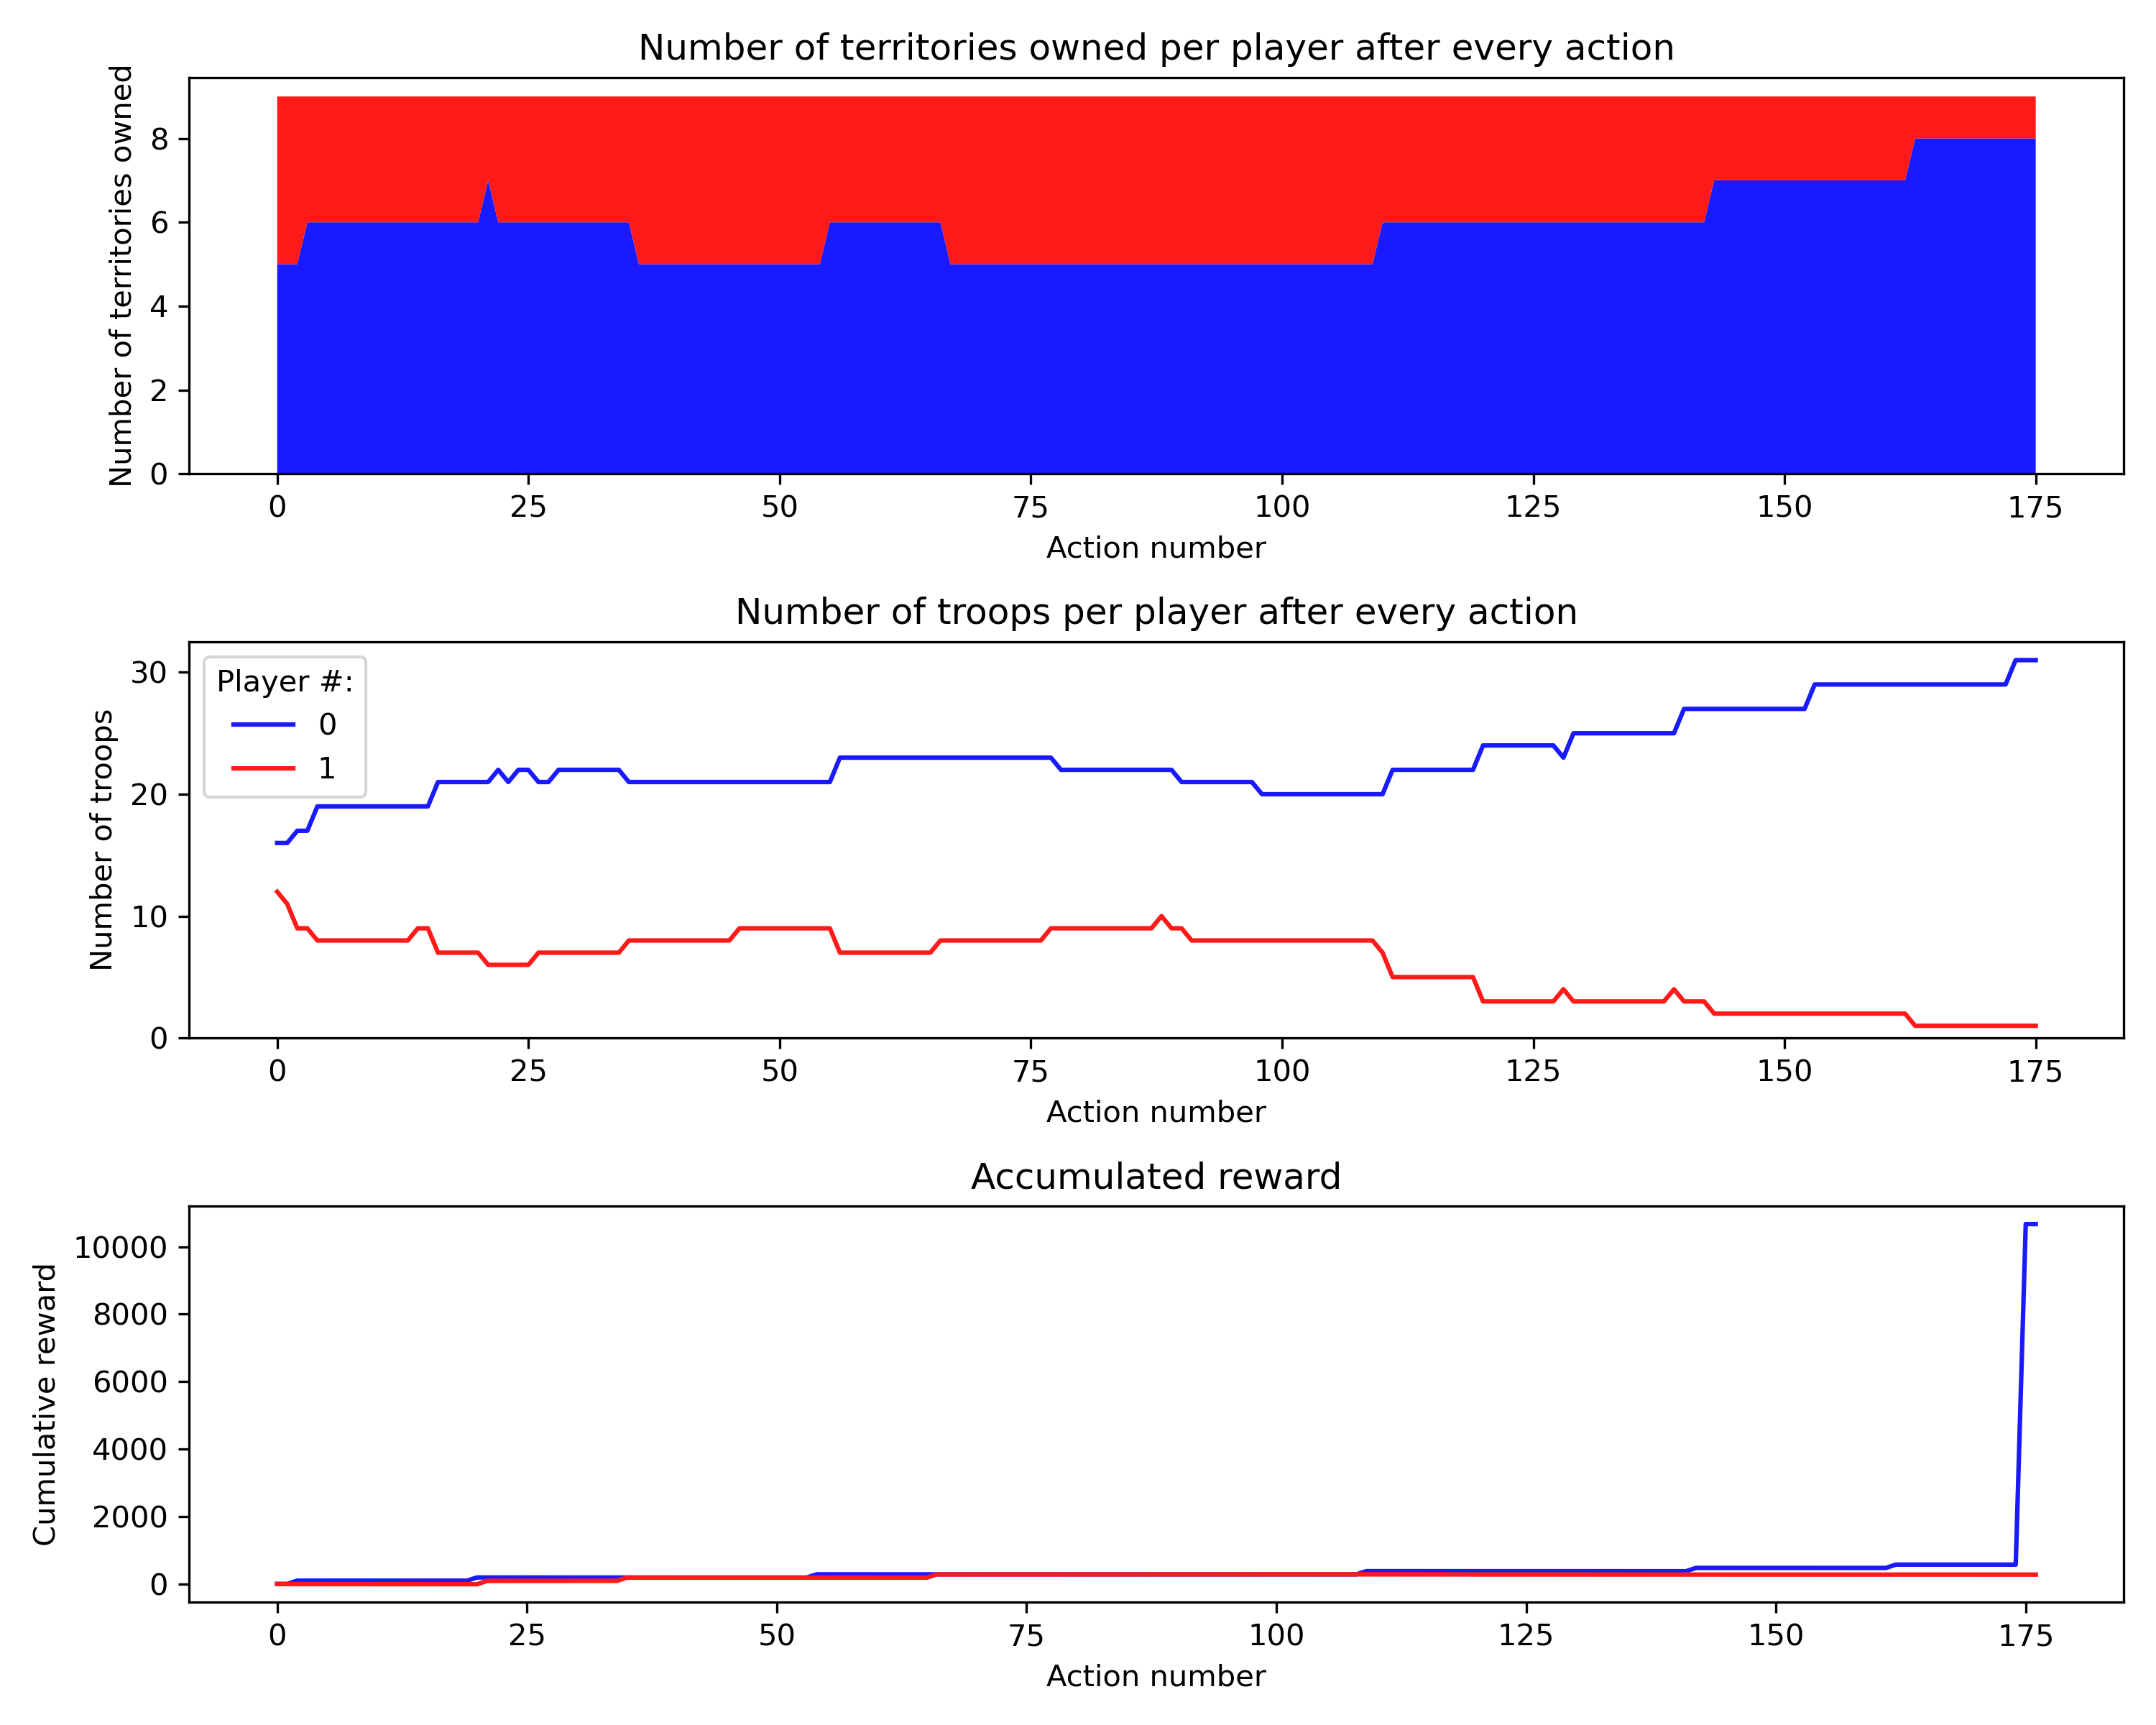 Number of territories owned per player after every action
Number of territories owned
8
6
4
2
0
0 25 50 75 100 125 150 175
Action number
Number of troops per player after every action
Number of troops
30
20
10
0
Player #:
0
1
0 25 50 75 100 125 150 175
Action number
Accumulated reward
Cumulative reward
10000
8000
6000
4000
2000
0
0 25 50 75 100 125 150 175
Action number